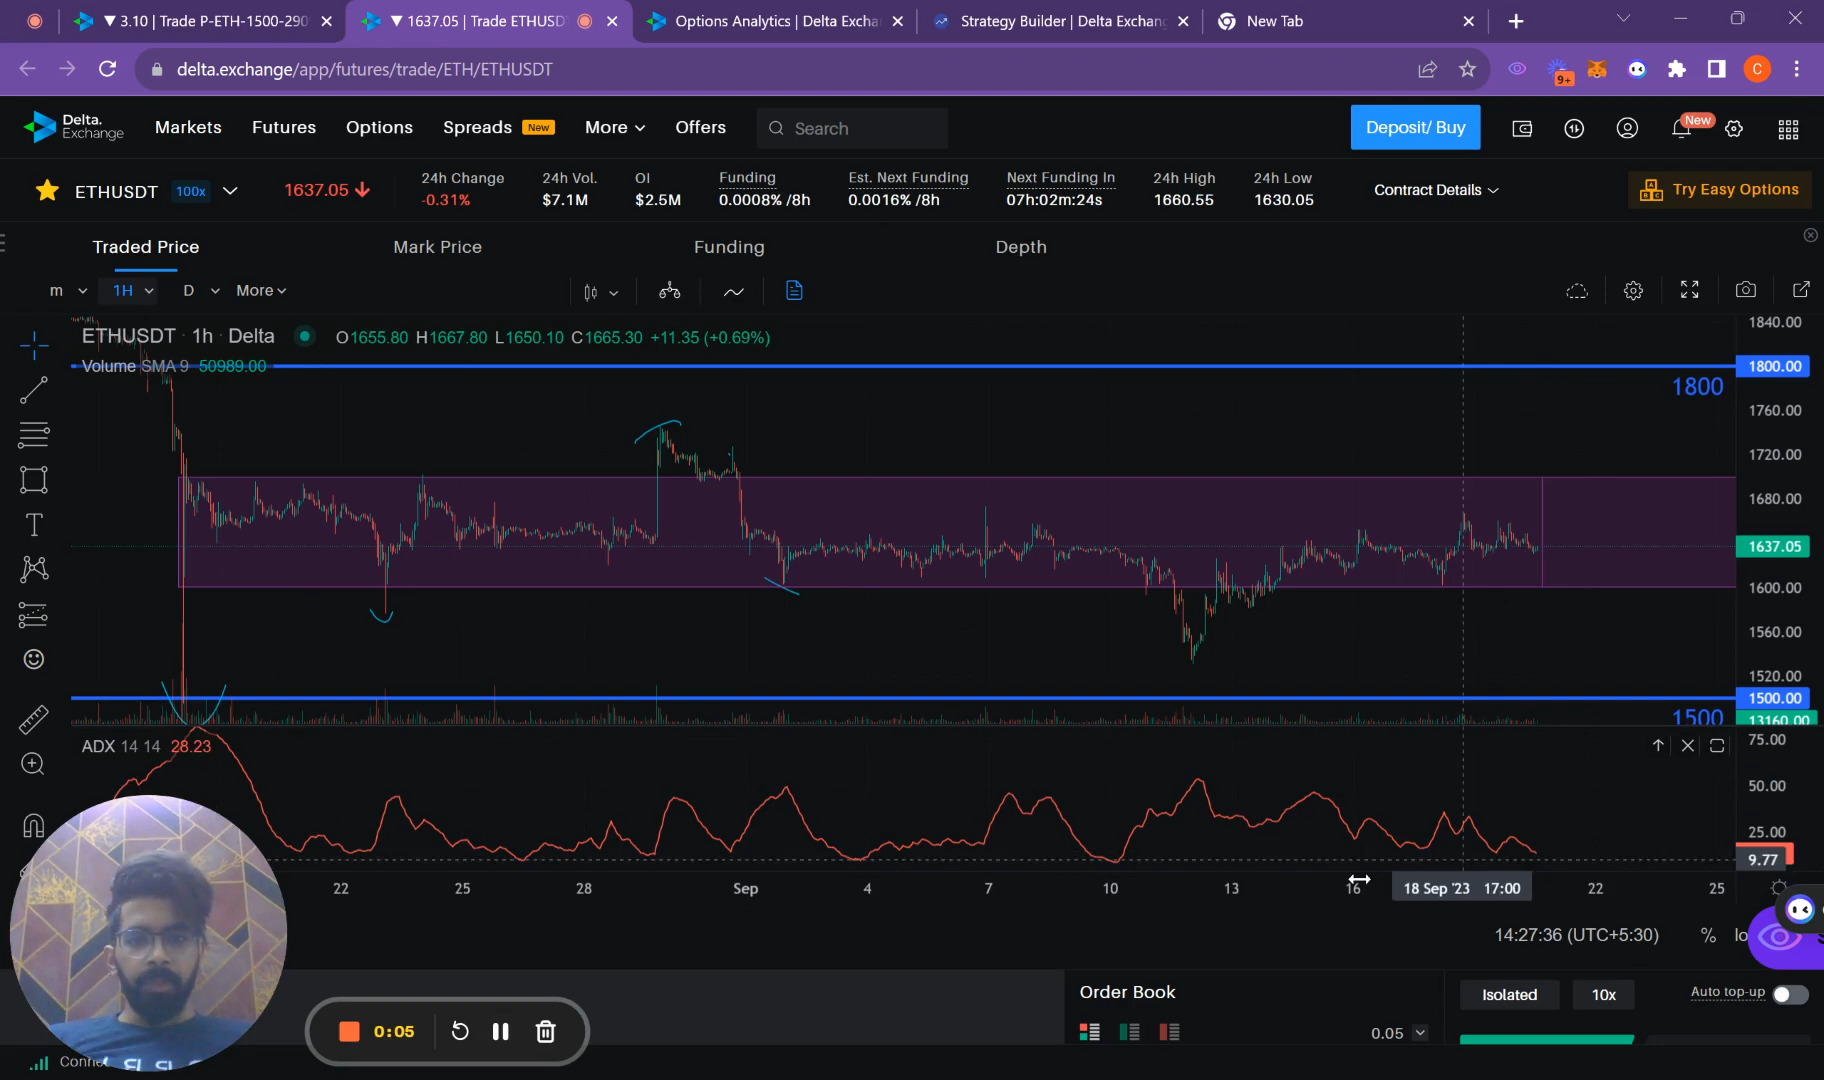 ▼ 3.10 | Trade P-ETH-1500-290
▼ 1637.05 | Trade ETHUSDT
Options Analytics | Delta Excha
Strategy Builder | Delta Exchan
New Tab
delta.exchange/app/futures/trade/ETH/ETHUSDT
9+
C
Delta.
Exchange
Markets
Futures
Options
Spreads
New
More
Offers
Search
Deposit/ Buy
New
ETHUSDT
100x
1637.05
24h Change
-0.31%
24h Vol.
$7.1M
OI
$2.5M
Funding
0.0008% /8h
Est. Next Funding
0.0016% /8h
Next Funding In
07h:02m:24s
24h High
1660.55
24h Low
1630.05
Contract Details
Try Easy Options
Traded Price
Mark Price
Funding
Depth
m
1H
D
More
ETHUSDT · 1h · Delta
O1655.80 H1667.80 L1650.10 C1665.30 +11.35 (+0.69%)
Volume SMA 9 50989.00
1840.00
1800.00
1800
1760.00
1720.00
1680.00
1637.05
1600.00
1560.00
1520.00
1500.00
1500
13160.00
ADX 14 14 28.23
75.00
50.00
25.00
9.77
22
25
28
Sep
4
7
10
13
16
18 Sep '23 17:00
22
25
14:27:36 (UTC+5:30)
%
lo
Order Book
0.05
Isolated
10x
Auto top-up
0:05
Conne